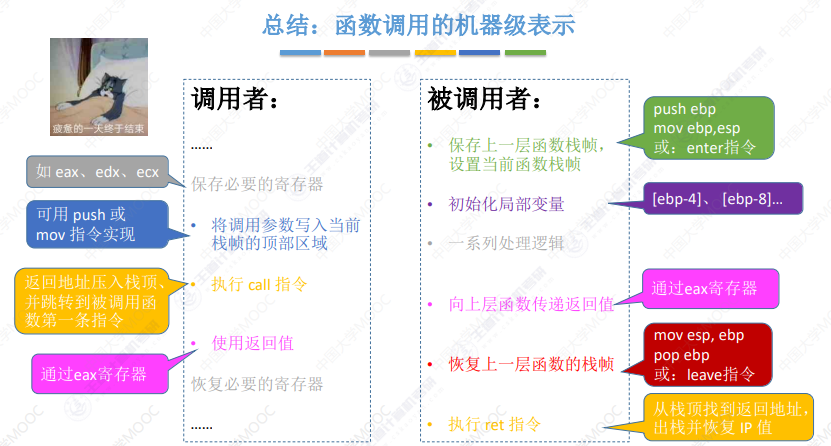 总结：函数调用的机器级表示
疲惫的一天终于结束
调用者：
……
如 eax、edx、ecx
保存必要的寄存器
可用 push 或
mov 指令实现
• 将调用参数写入当前
栈帧的顶部区域
返回地址压入栈顶、
并跳转到被调用函
数第一条指令
• 执行 call 指令
• 使用返回值
通过eax寄存器
恢复必要的寄存器
……
被调用者：
push ebp
mov ebp,esp
或：enter指令
• 保存上一层函数栈帧，
设置当前函数栈帧
• 初始化局部变量
[ebp-4]、 [ebp-8]…
• 一系列处理逻辑
• 向上层函数传递返回值
通过eax寄存器
mov esp, ebp
pop ebp
或：leave指令
• 恢复上一层函数的栈帧
• 执行 ret 指令
从栈顶找到返回地址，
出栈并恢复 IP 值